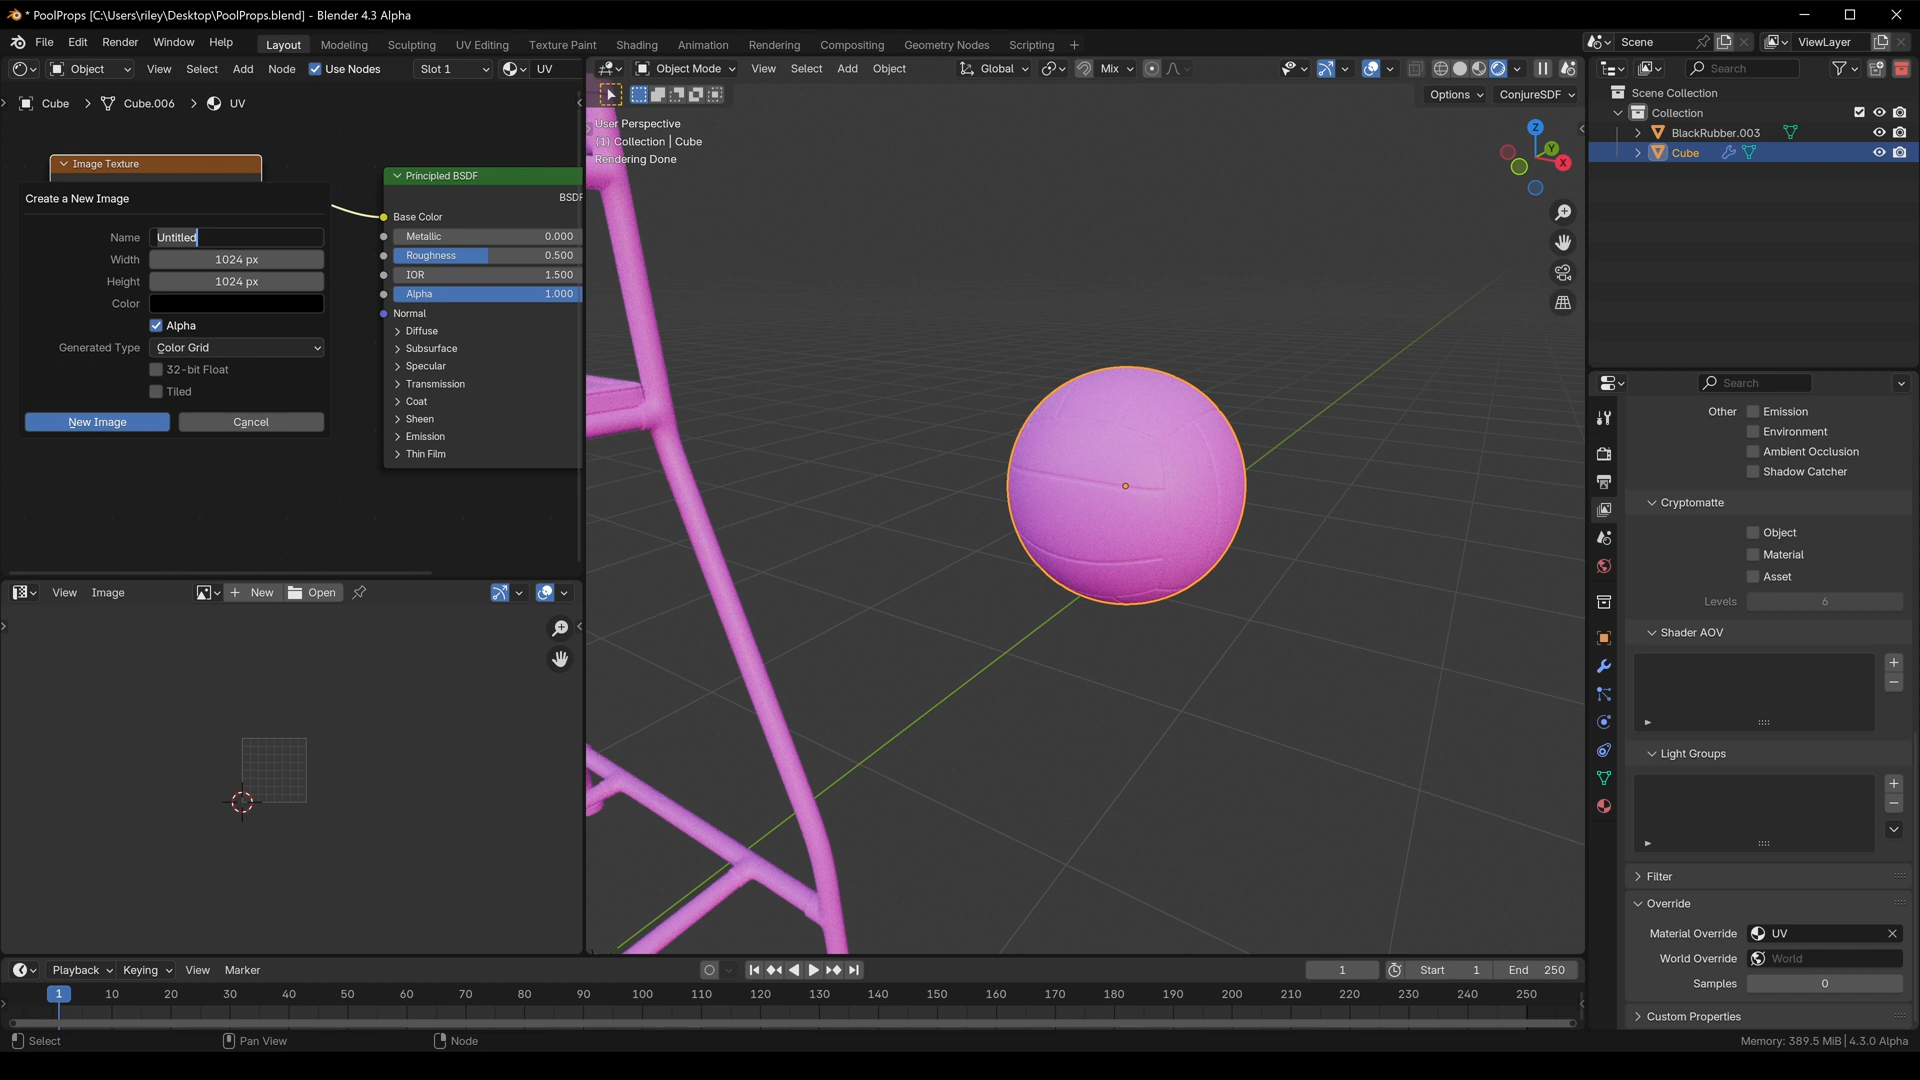 * PoolProps [C:\Users\riley\Desktop\PoolProps.blend] - Blender 4.3 Alpha
File Edit Render Window Help Layout Modeling Sculpting UV Editing Texture Paint Shading Animation Rendering Compositing Geometry Nodes Scripting + Scene ViewLayer
Object View Select Add Node Use Nodes Slot 1 UV
Cube > Cube.006 > UV
Image Texture
Create a New Image
Name Untitled
Width 1024 px
Height 1024 px
Color
Alpha
Generated Type Color Grid
32-bit Float
Tiled
New Image Cancel
Principled BSDF
BSDF
Base Color
Metallic 0.000
Roughness 0.500
IOR 1.500
Alpha 1.000
Normal
Diffuse
Subsurface
Specular
Transmission
Coat
Sheen
Emission
Thin Film
View Image + New Open
Object Mode View Select Add Object Global Mix
Options ConjureSDF
User Perspective
(1) Collection | Cube
Rendering Done
Z
Y
X
Search
Scene Collection
Collection
BlackRubber.003
Cube
Search
Other Emission
Environment
Ambient Occlusion
Shadow Catcher
Cryptomatte
Object
Material
Asset
Levels 6
Shader AOV
Light Groups
Filter
Override
Material Override UV
World Override World
Samples 0
Custom Properties
Playback Keying View Marker 1 Start 1 End 250
1 10 20 30 40 50 60 70 80 90 100 110 120 130 140 150 160 170 180 190 200 210 220 230 240 250
Select Pan View Node Memory: 389.5 MiB | 4.3.0 Alpha